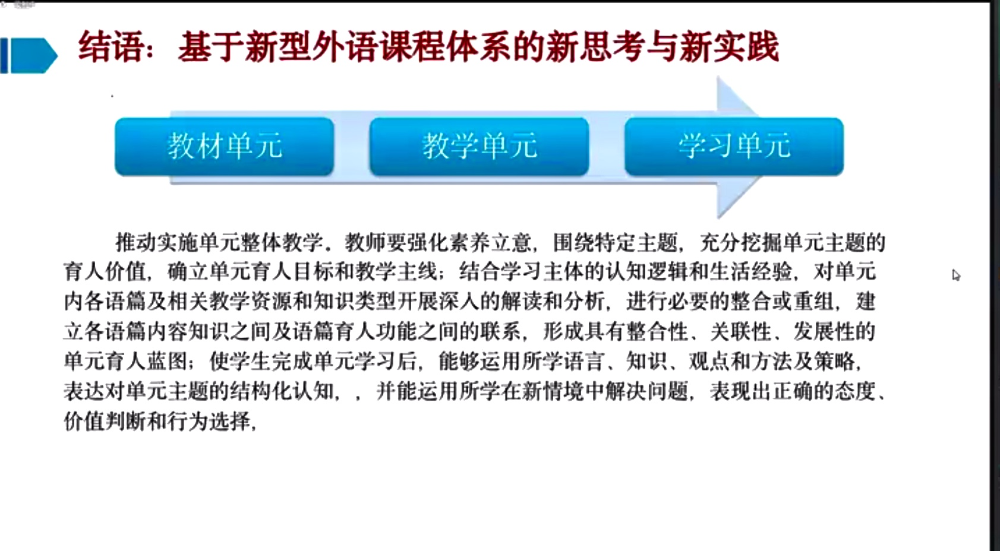 结语：基于新型外语课程体系的新思考与新实践
教材单元
教学单元
学习单元
推动实施单元整体教学。教师要强化素养立意，围绕特定主题，充分挖掘单元主题的
育人价值，确立单元育人目标和教学主线；结合学习主体的认知逻辑和生活经验，对单元
内各语篇及相关教学资源和知识类型开展深入的解读和分析，进行必要的整合或重组，建
立各语篇内容知识之间及语篇育人功能之间的联系，形成具有整合性、关联性、发展性的
单元育人蓝图；使学生完成单元学习后，能够运用所学语言、知识、观点和方法及策略，
表达对单元主题的结构化认知，，并能运用所学在新情境中解决问题，表现出正确的态度、
价值判断和行为选择，